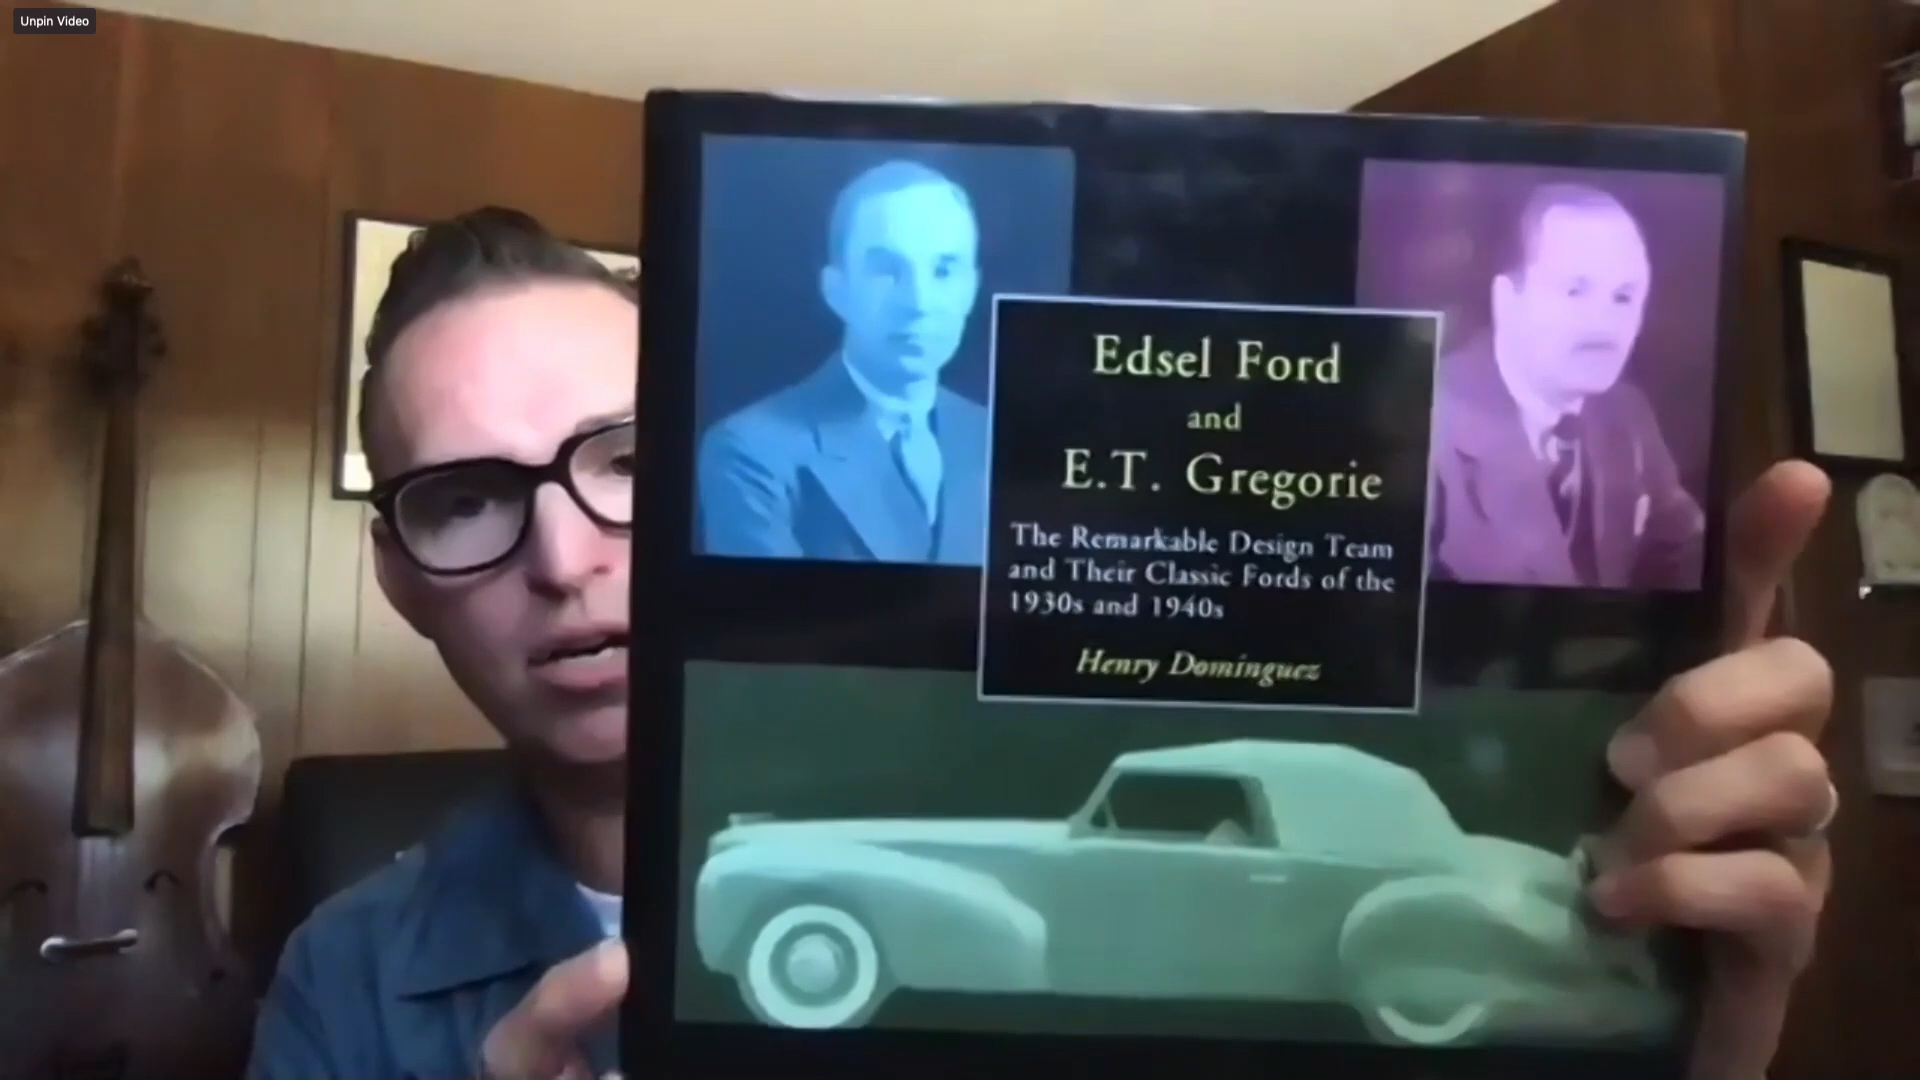 Unpin Video
Edsel Ford
and
E.T. Gregorie
The Remarkable Design Team
and Their Classic Fords of the
1930s and 1940s
Henry Dominguez